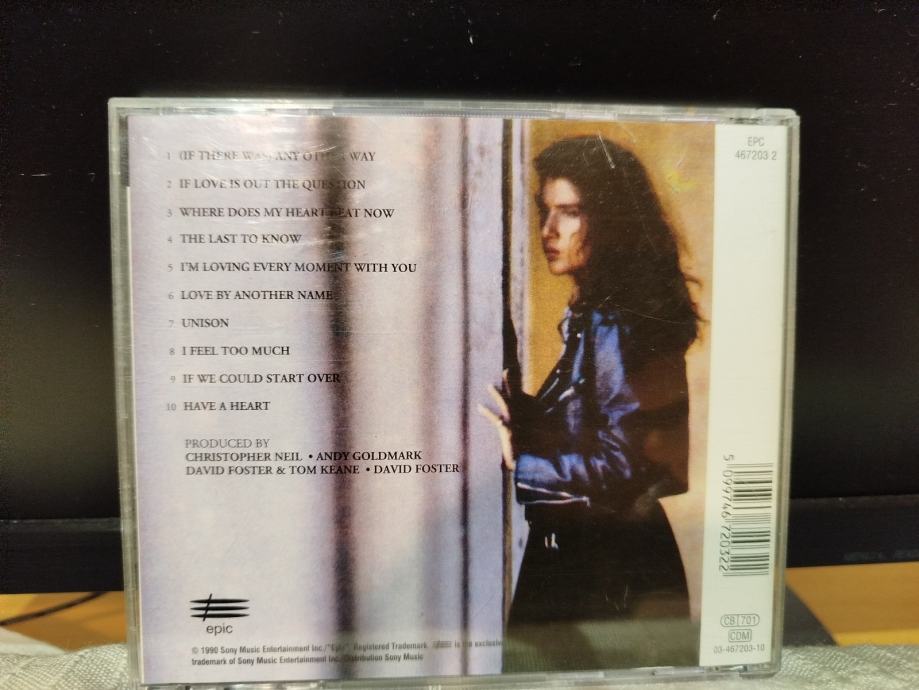 1 (IF THERE WAS) ANY OTHER WAY
2 IF LOVE IS OUT THE QUESTION
3 WHERE DOES MY HEART BEAT NOW
4 THE LAST TO KNOW
5 I'M LOVING EVERY MOMENT WITH YOU
6 LOVE BY ANOTHER NAME
7 UNISON
8 I FEEL TOO MUCH
9 IF WE COULD START OVER
10 HAVE A HEART
PRODUCED BY
CHRISTOPHER NEIL • ANDY GOLDMARK
DAVID FOSTER & TOM KEANE • DAVID FOSTER
epic
© 1990 Sony Music Entertainment Inc./"Epic", Registered Trademark is the exclusive
trademark of Sony Music Entertainment Inc./Distribution Sony Music
EPC
467203 2
5 099746 720322
CB 701
CDM
03-467203-10